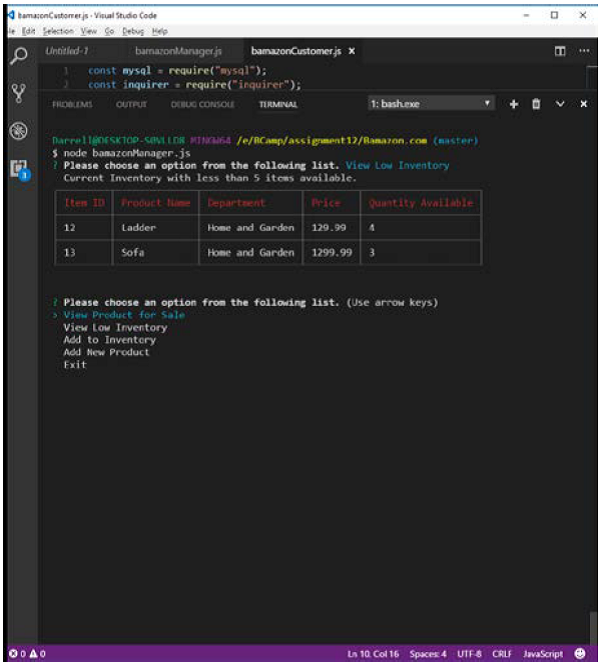 bamazonCustomer.js - Visual Studio Code
File Edit Selection View Go Debug Help
Untitled-1 bamazonManager.js bamazonCustomer.js ×
1 const mysql = require("mysql");
2 const inquirer = require("inquirer");
PROBLEMS OUTPUT DEBUG CONSOLE TERMINAL 1: bash.exe
MINGW64 /e/BCamp/assignment12/Bamazon.com (master)
$ node bamazonManager.js
? Please choose an option from the following list. View Low Inventory
Current Inventory with less than 5 items available.
Item ID Product Name Department Price Quantity Available
12 Ladder Home and Garden 129.99 4
13 Sofa Home and Garden 1299.99 3
? Please choose an option from the following list. (Use arrow keys)
> View Product for Sale
View Low Inventory
Add to Inventory
Add New Product
Exit
3
0 0 Ln 10, Col 16 Spaces: 4 UTF-8 CRLF JavaScript